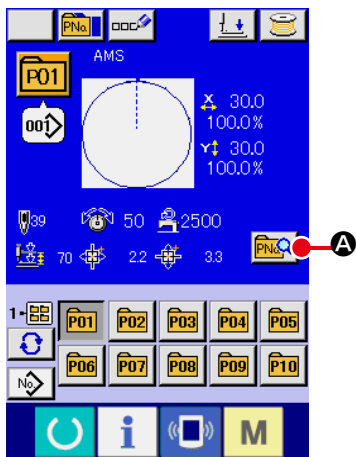 PNo.
AMS
P01
001
X 30.0
100.0%
Y 30.0
100.0%
39 50 2500
70 2.2 3.3
PNo.
A
1
P01 P02 P03 P04 P05
P06 P07 P08 P09 P10
No.
i M